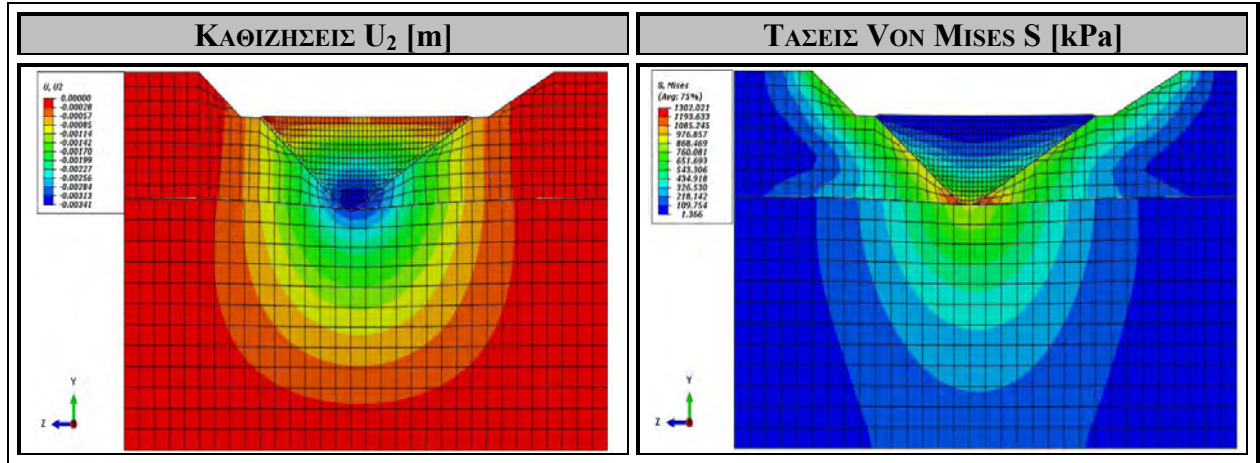 ΚΑΘΙΖΗΣΕΙΣ U₂ [m]
ΤΑΣΕΙΣ VON MISES S [kPa]
U, U2
0.00000
-0.00028
-0.00057
-0.00085
-0.00114
-0.00142
-0.00170
-0.00199
-0.00227
-0.00256
-0.00284
-0.00313
-0.00341
Y
Z
S, Mises
(Avg: 75%)
1302.021
1193.633
1085.245
976.857
868.469
760.081
651.693
543.306
434.918
326.530
218.142
109.754
1.366
Y
Z